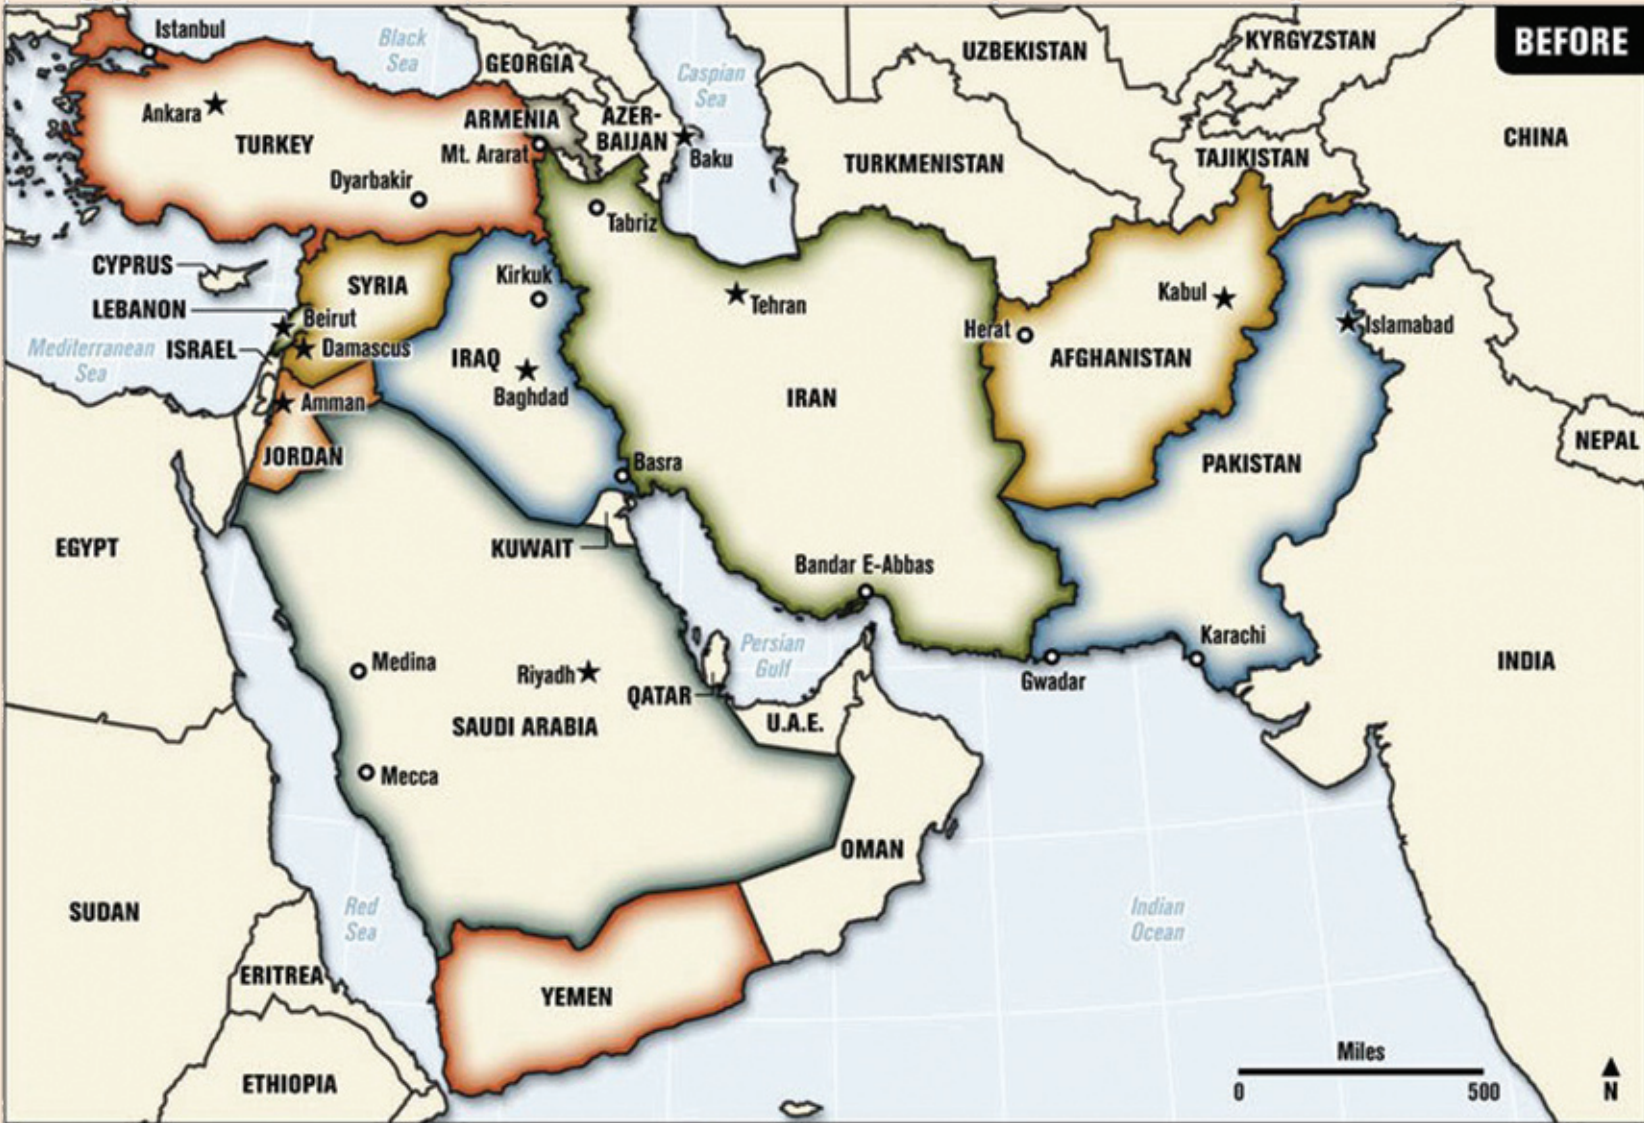 BEFORE
Istanbul
Black
Sea
GEORGIA
Caspian
Sea
UZBEKISTAN
KYRGYZSTAN
Ankara
TURKEY
ARMENIA
Mt. Ararat
AZER-
BAIJAN
Baku
TURKMENISTAN
TAJIKISTAN
CHINA
Dyarbakir
Tabriz
CYPRUS
SYRIA
Kirkuk
Tehran
Kabul
LEBANON
Beirut
Herat
Islamabad
Mediterranean
Sea
ISRAEL
Damascus
IRAQ
Baghdad
AFGHANISTAN
Amman
IRAN
JORDAN
Basra
PAKISTAN
NEPAL
EGYPT
KUWAIT
Bandar E-Abbas
Medina
Riyadh
QATAR
Persian
Gulf
Karachi
Gwadar
INDIA
SAUDI ARABIA
U.A.E.
Mecca
OMAN
SUDAN
Red
Sea
Indian
Ocean
ERITREA
YEMEN
ETHIOPIA
Miles
0
500
N